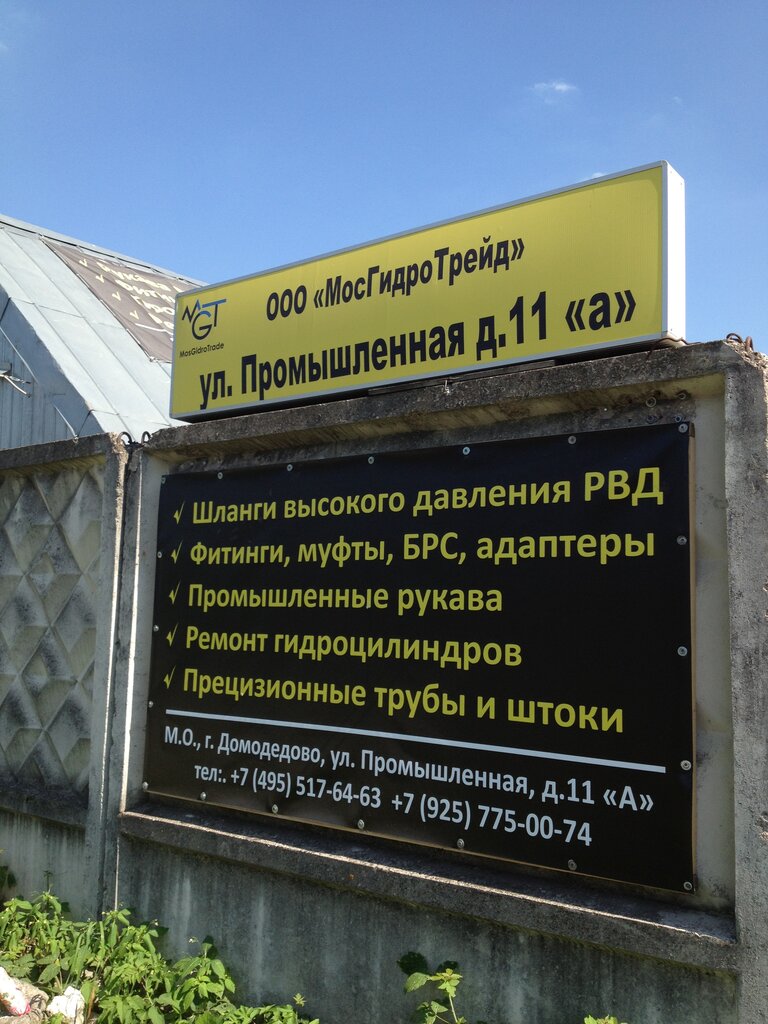 MGT
MosGidroTrade
ООО «МосГидроТрейд»
ул. Промышленная д.11 «а»
✓ Шланги высокого давления РВД
✓ Фитинги, муфты, БРС, адаптеры
✓ Промышленные рукава
✓ Ремонт гидроцилиндров
✓ Прецизионные трубы и штоки
М.О., г. Домодедово, ул. Промышленная, д.11 «А»
тел:. +7 (495) 517-64-63 +7 (925) 775-00-74